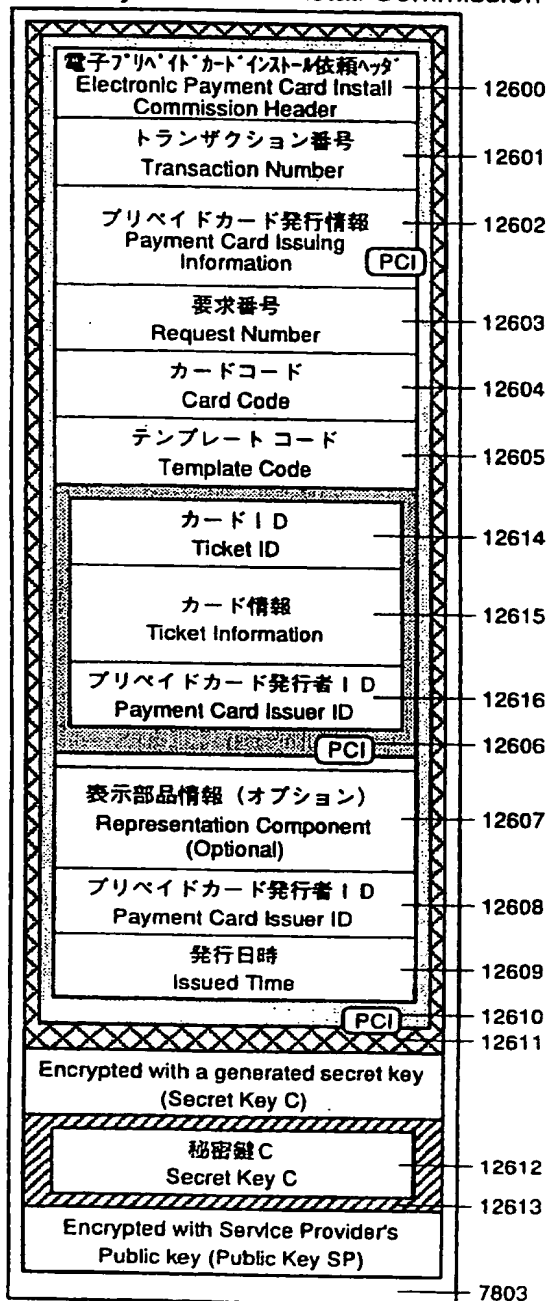 電子プリペイドカードインストール依頼ヘッダ
Electronic Payment Card Install
Commission Header
12600
トランザクション番号
Transaction Number
12601
プリペイドカード発行情報
Payment Card Issuing
Information
PCI
12602
要求番号
Request Number
12603
カードコード
Card Code
12604
テンプレート コード
Template Code
12605
カードID
Ticket ID
12614
カード情報
Ticket Information
12615
プリペイドカード発行者ID
Payment Card Issuer ID
12616
PCI
12606
表示部品情報(オプション)
Representation Component
(Optional)
12607
プリペイドカード発行者ID
Payment Card Issuer ID
12608
発行日時
Issued Time
12609
PCI
12610
12611
Encrypted with a generated secret key
(Secret Key C)
秘密鍵C
Secret Key C
12612
12613
Encrypted with Service Provider's
Public key (Public Key SP)
7803